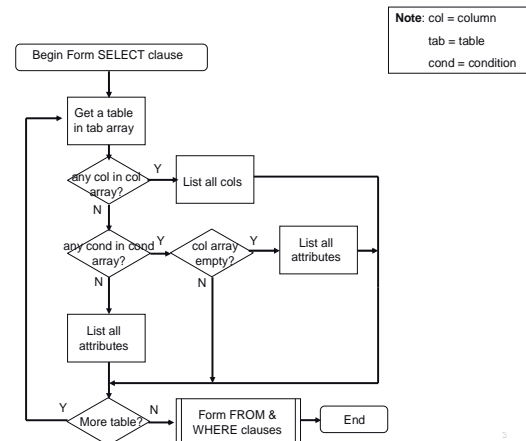 Note: col = column
tab = table
cond = condition
Begin Form SELECT clause
Get a table
in tab array
any col in col
array?
Y
List all cols
N
any cond in cond
array?
Y
col array
empty?
Y
List all
attributes
N
N
List all
attributes
Y
More table?
N
Form FROM &
WHERE clauses
End
3